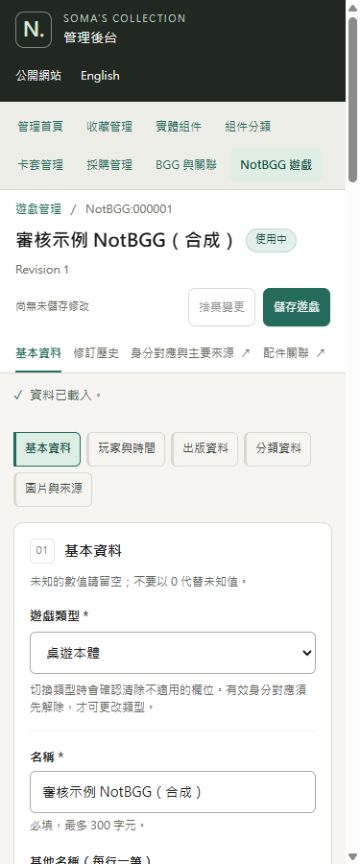 N.
SOMA'S COLLECTION
管理後台
公開網站 English
管理首頁 收藏管理 實體組件 組件分類
卡套管理 採購管理 BGG 與關聯 NotBGG 遊戲
遊戲管理 / NotBGG:000001
審核示例 NotBGG（合成） 使用中
Revision 1
尚無未儲存修改 捨棄變更 儲存遊戲
基本資料 修訂歷史 身分對應與主要來源 ↗ 配件關聯 ↗
✓ 資料已載入。
基本資料 玩家與時間 出版資料 分類資料
圖片與來源
01 基本資料
未知的數值請留空；不要以 0 代替未知值。
遊戲類型 *
桌遊本體
切換類型時會確認清除不適用的欄位。有效身分對應須
先解除，才可更改類型。
名稱 *
審核示例 NotBGG（合成）
必填，最多 300 字元。
其他名稱（每行一筆）